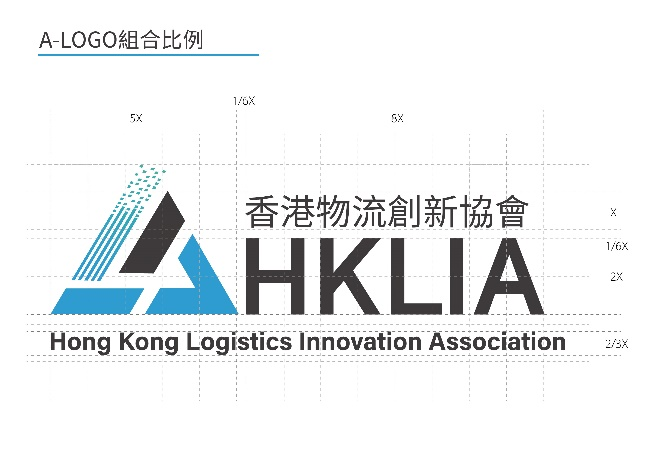 A-LOGO組合比例
1/6X
5X
8X
香港物流創新協會
X
1/6X
HKLIA
2X
Hong Kong Logistics Innovation Association
2/3X